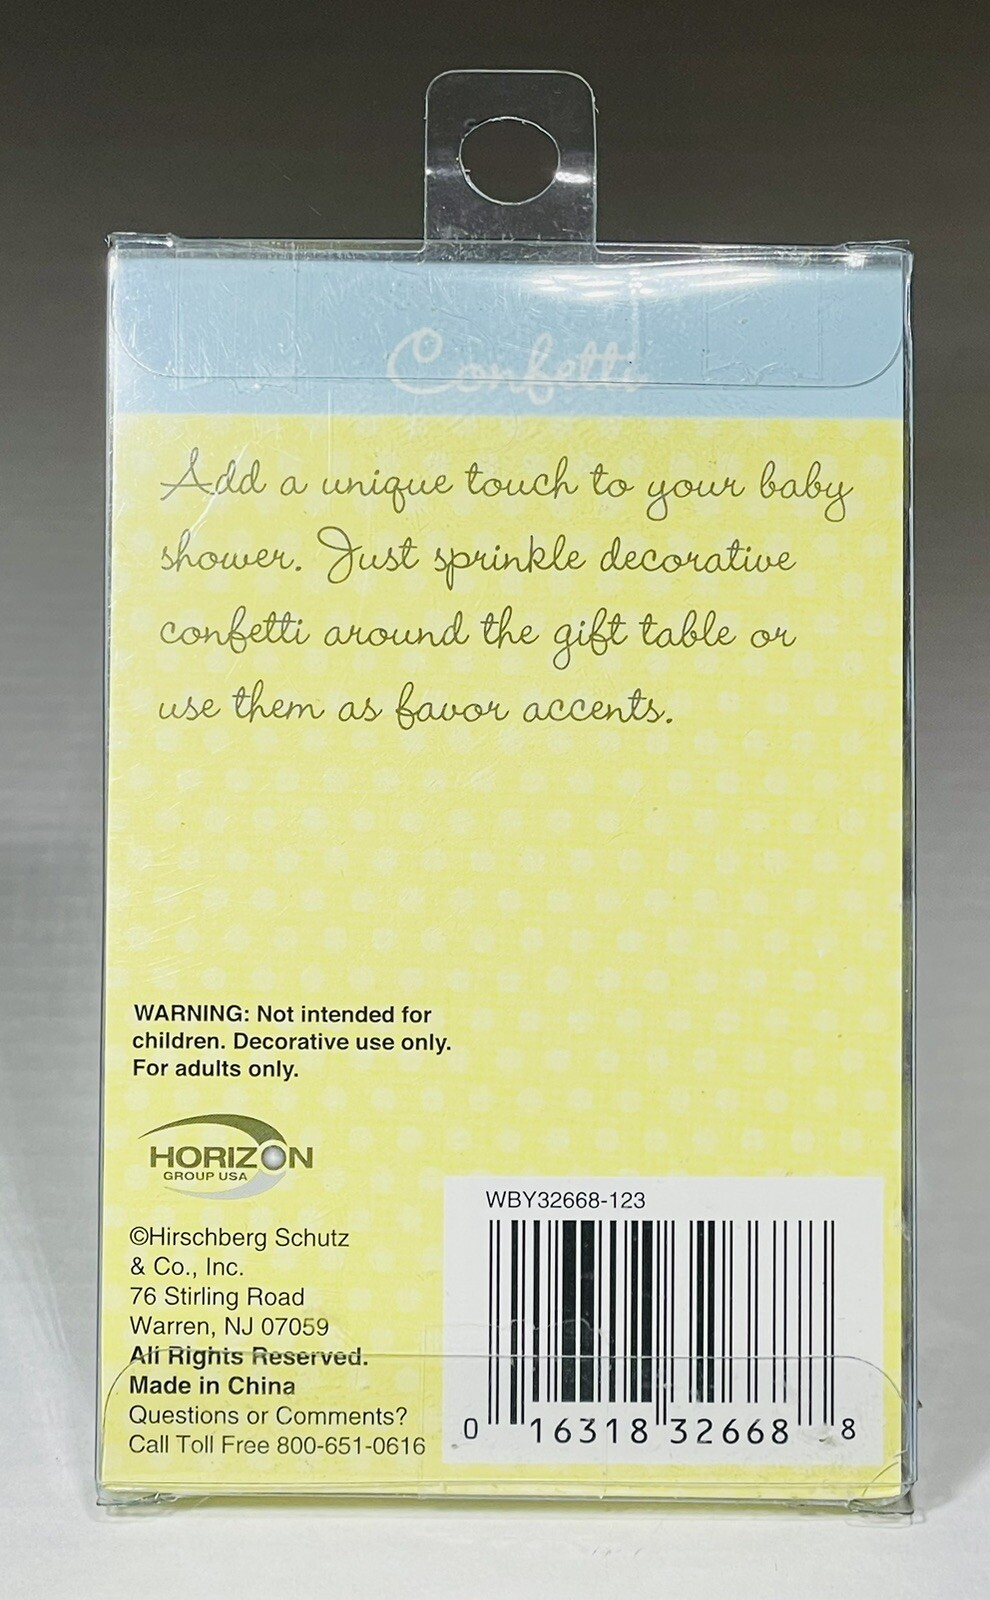 Confetti
Add a unique touch to your baby
shower. Just sprinkle decorative
confetti around the gift table or
use them as favor accents.
WARNING: Not intended for
children. Decorative use only.
For adults only.
HORIZON
GROUP USA
©Hirschberg Schutz
& Co., Inc.
76 Stirling Road
Warren, NJ 07059
All Rights Reserved.
Made in China
Questions or Comments?
Call Toll Free 800-651-0616
WBY32668-123
0 16318 32668 8